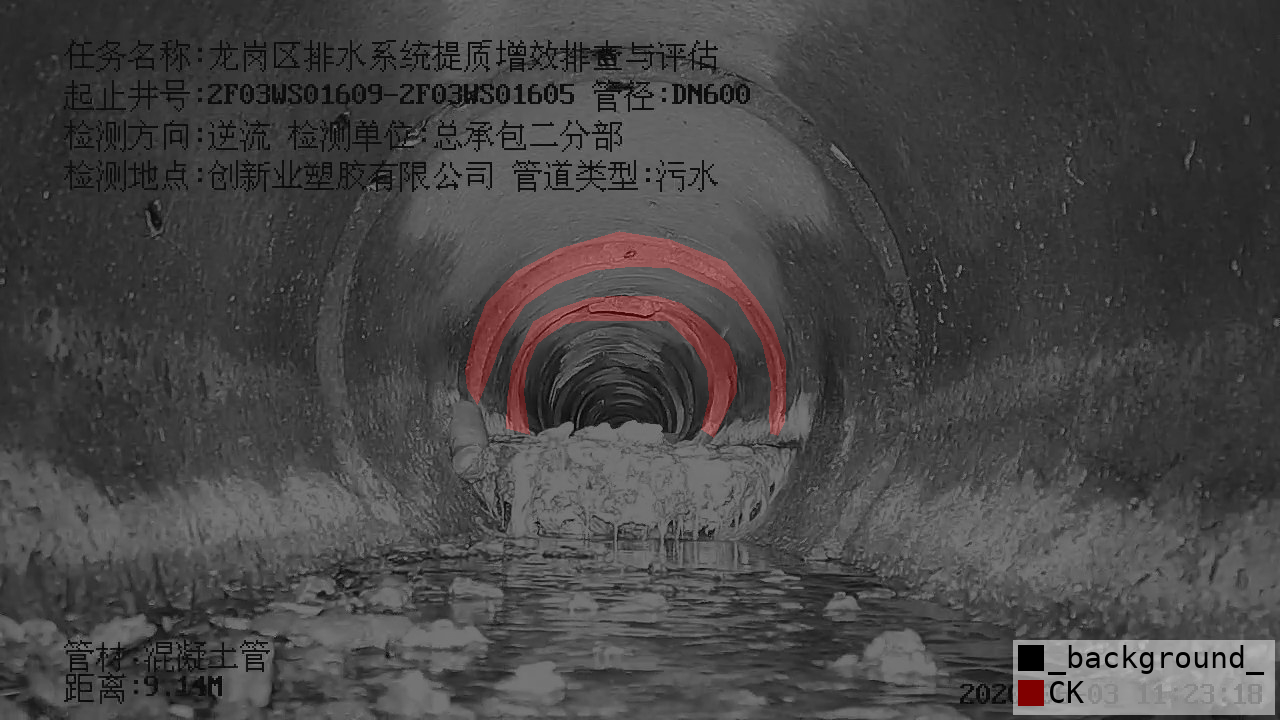 任务名称:龙岗区排水系统提质增效排查与评估
起止井号:2F03WS01609-2F03WS01605 管径:DN600
检测方向:逆流 检测单位:总承包二分部
检测地点:创新业塑胶有限公司 管道类型:污水
管材:混凝土管
距离:9.14M
_background_
CK
11:23:18